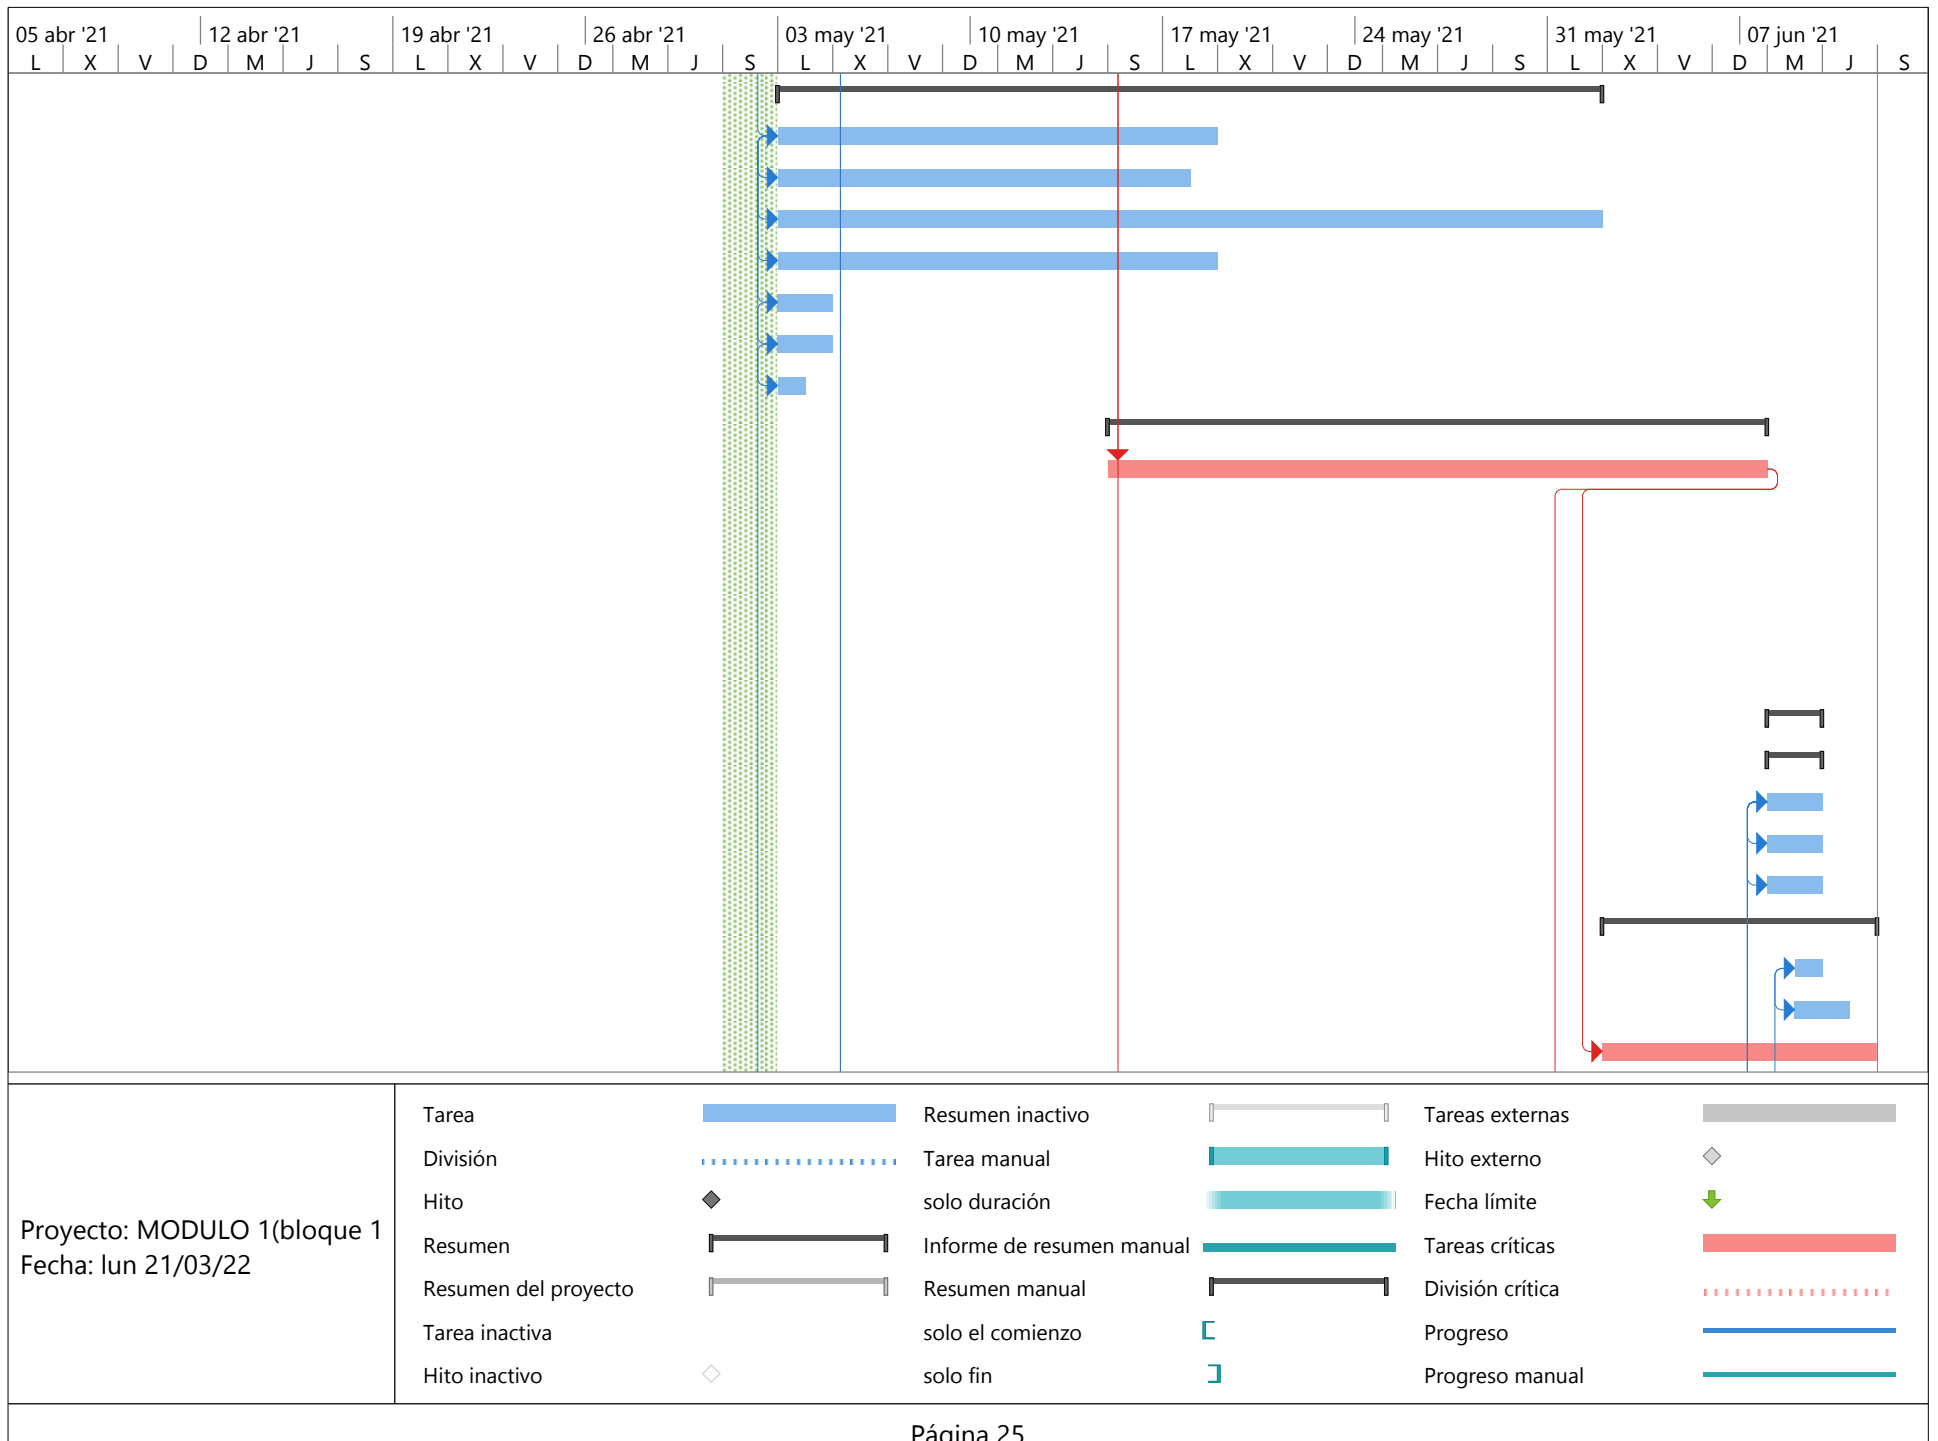 05 abr '21 12 abr '21 19 abr '21 26 abr '21 03 may '21 10 may '21 17 may '21 24 may '21 31 may '21 07 jun '21
L X V D M J S L X V D M J S L X V D M J S L X V D M J S L X V D M J S
Tarea Resumen inactivo Tareas externas
División Tarea manual Hito externo
Hito solo duración Fecha límite
Proyecto: MODULO 1(bloque 1
Fecha: lun 21/03/22
Resumen Informe de resumen manual Tareas críticas
Resumen del proyecto Resumen manual División crítica
Tarea inactiva solo el comienzo Progreso
Hito inactivo solo fin Progreso manual
Página 25